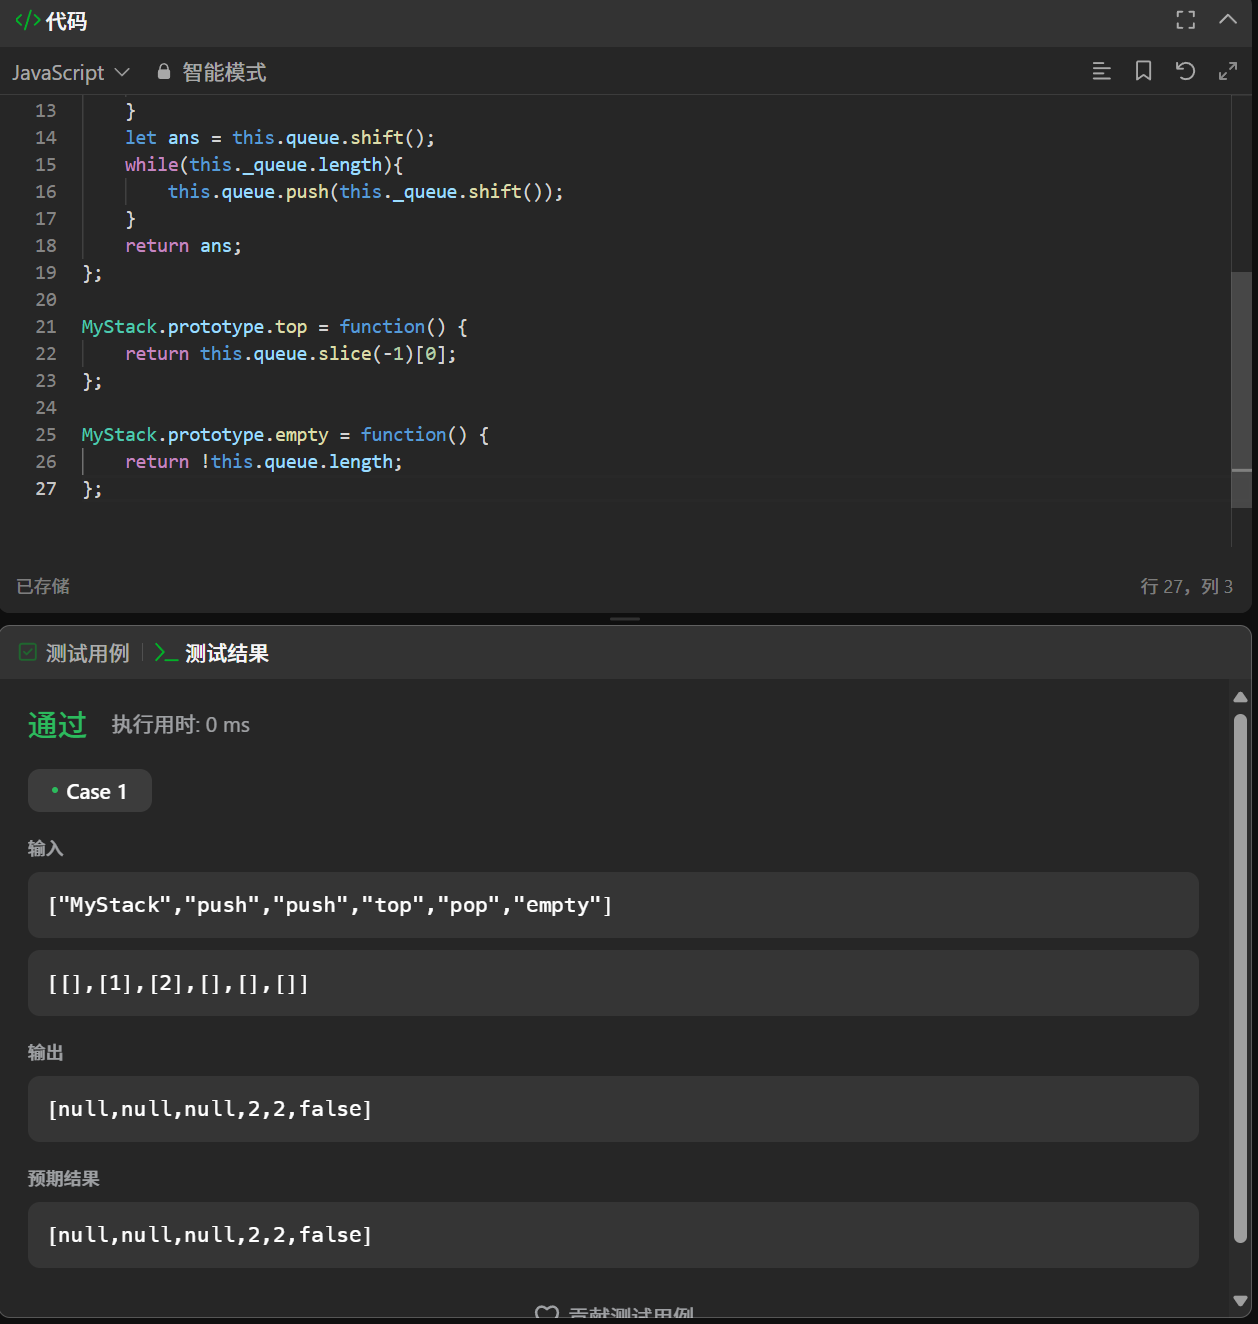 </> 代码
JavaScript 智能模式
13 }
14 let ans = this.queue.shift();
15 while(this._queue.length){
16 this.queue.push(this._queue.shift());
17 }
18 return ans;
19 };
20
21 MyStack.prototype.top = function() {
22 return this.queue.slice(-1)[0];
23 };
24
25 MyStack.prototype.empty = function() {
26 return !this.queue.length;
27 };
已存储 行 27，列 3
测试用例 测试结果
通过 执行用时: 0 ms
Case 1
输入
["MyStack","push","push","top","pop","empty"]
[[],[1],[2],[],[],[]]
输出
[null,null,null,2,2,false]
预期结果
[null,null,null,2,2,false]
贡献测试用例